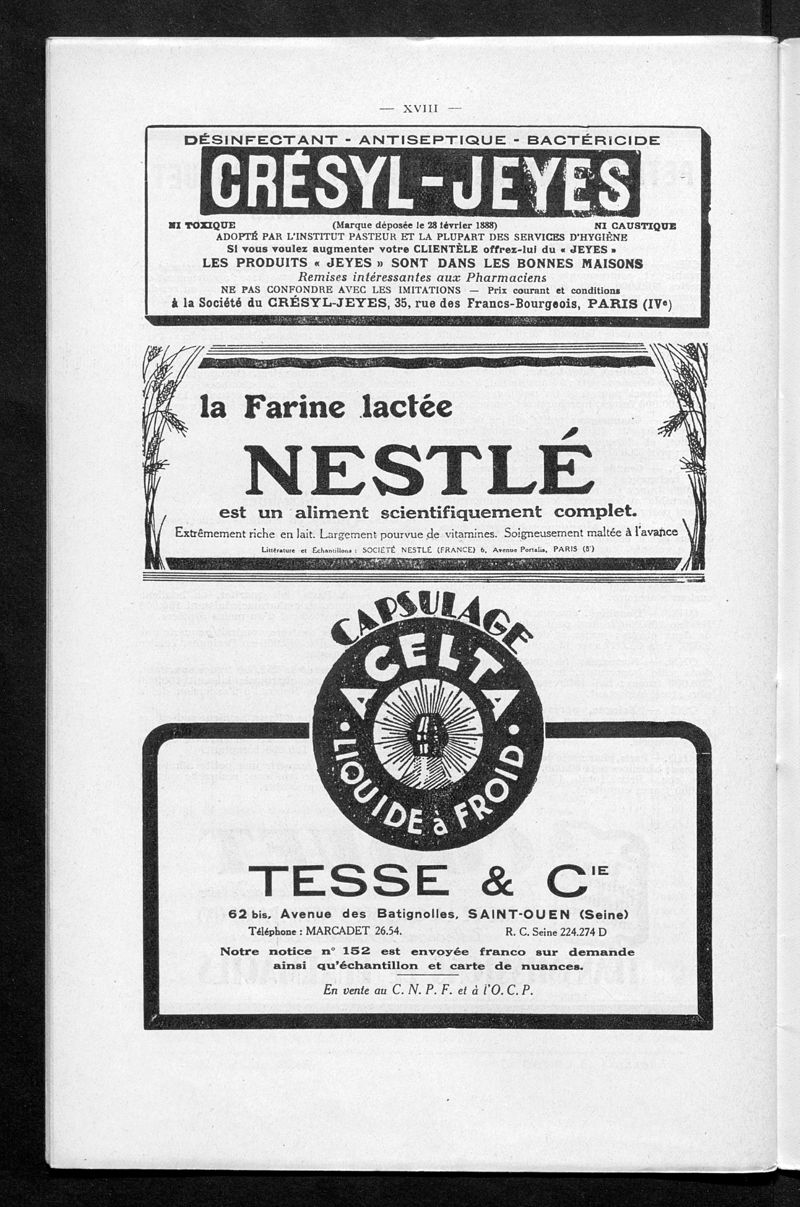 — XVIII —
DÉSINFECTANT - ANTISEPTIQUE - BACTÉRICIDE
CRÉSYL-JEYES
NI TOXIQUE (Marque déposée le 28 février 1888) NI CAUSTIQUE
ADOPTÉ PAR L'INSTITUT PASTEUR ET LA PLUPART DES SERVICES D'HYGIÈNE
Si vous voulez augmenter votre CLIENTÈLE offrez-lui du « JEYES »
LES PRODUITS « JEYES » SONT DANS LES BONNES MAISONS
Remises intéressantes aux Pharmaciens
NE PAS CONFONDRE AVEC LES IMITATIONS — Prix courant et conditions
à la Société du CRÉSYL-JEYES, 35, rue des Francs-Bourgeois, PARIS (IVe)
la Farine lactée
NESTLÉ
est un aliment scientifiquement complet.
Extrêmement riche en lait. Largement pourvue de vitamines. Soigneusement maltée à l'avance
Littérature et Échantillons : SOCIÉTÉ NESTLÉ (FRANCE) 6, Avenue Portalis, PARIS (8e)
CAPSULAGE
ACELTA
LIQUIDE à FROID
TESSE & CIE
62 bis, Avenue des Batignolles, SAINT-OUEN (Seine)
Téléphone : MARCADET 26.54. R. C. Seine 224.274 D
Notre notice n° 152 est envoyée franco sur demande
ainsi qu'échantillon et carte de nuances.
En vente au C. N. P. F. et à l'O. C. P.